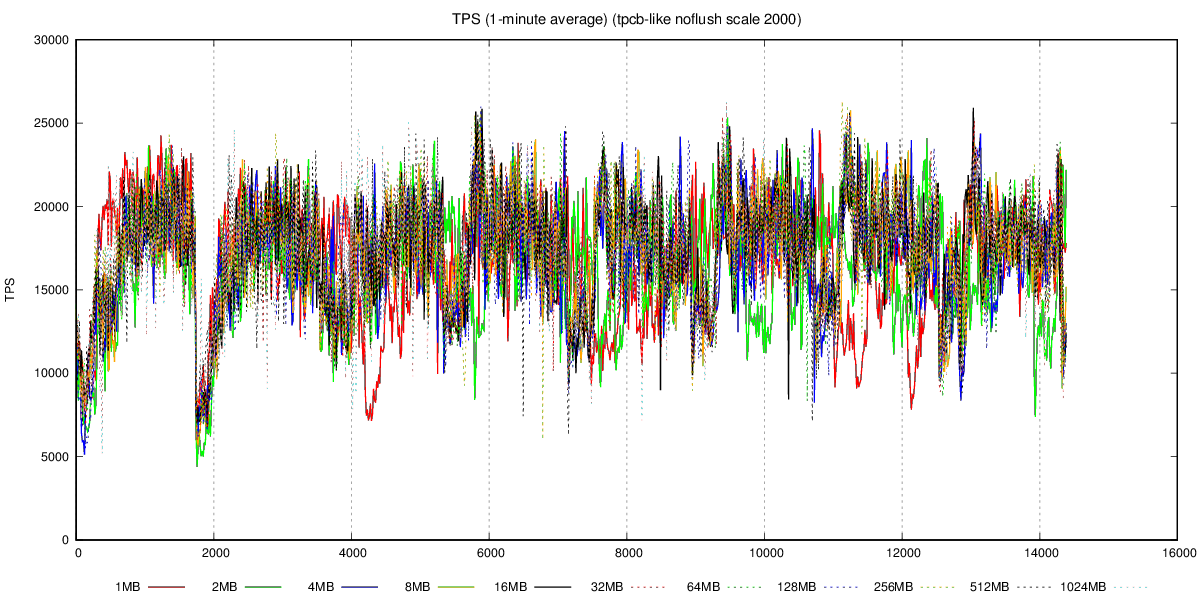 TPS (1-minute average) (tpcb-like noflush scale 2000)
30000
25000
20000
15000
10000
5000
0
TPS
0 2000 4000 6000 8000 10000 12000 14000 16000
1MB 2MB 4MB 8MB 16MB 32MB 64MB 128MB 256MB 512MB 1024MB